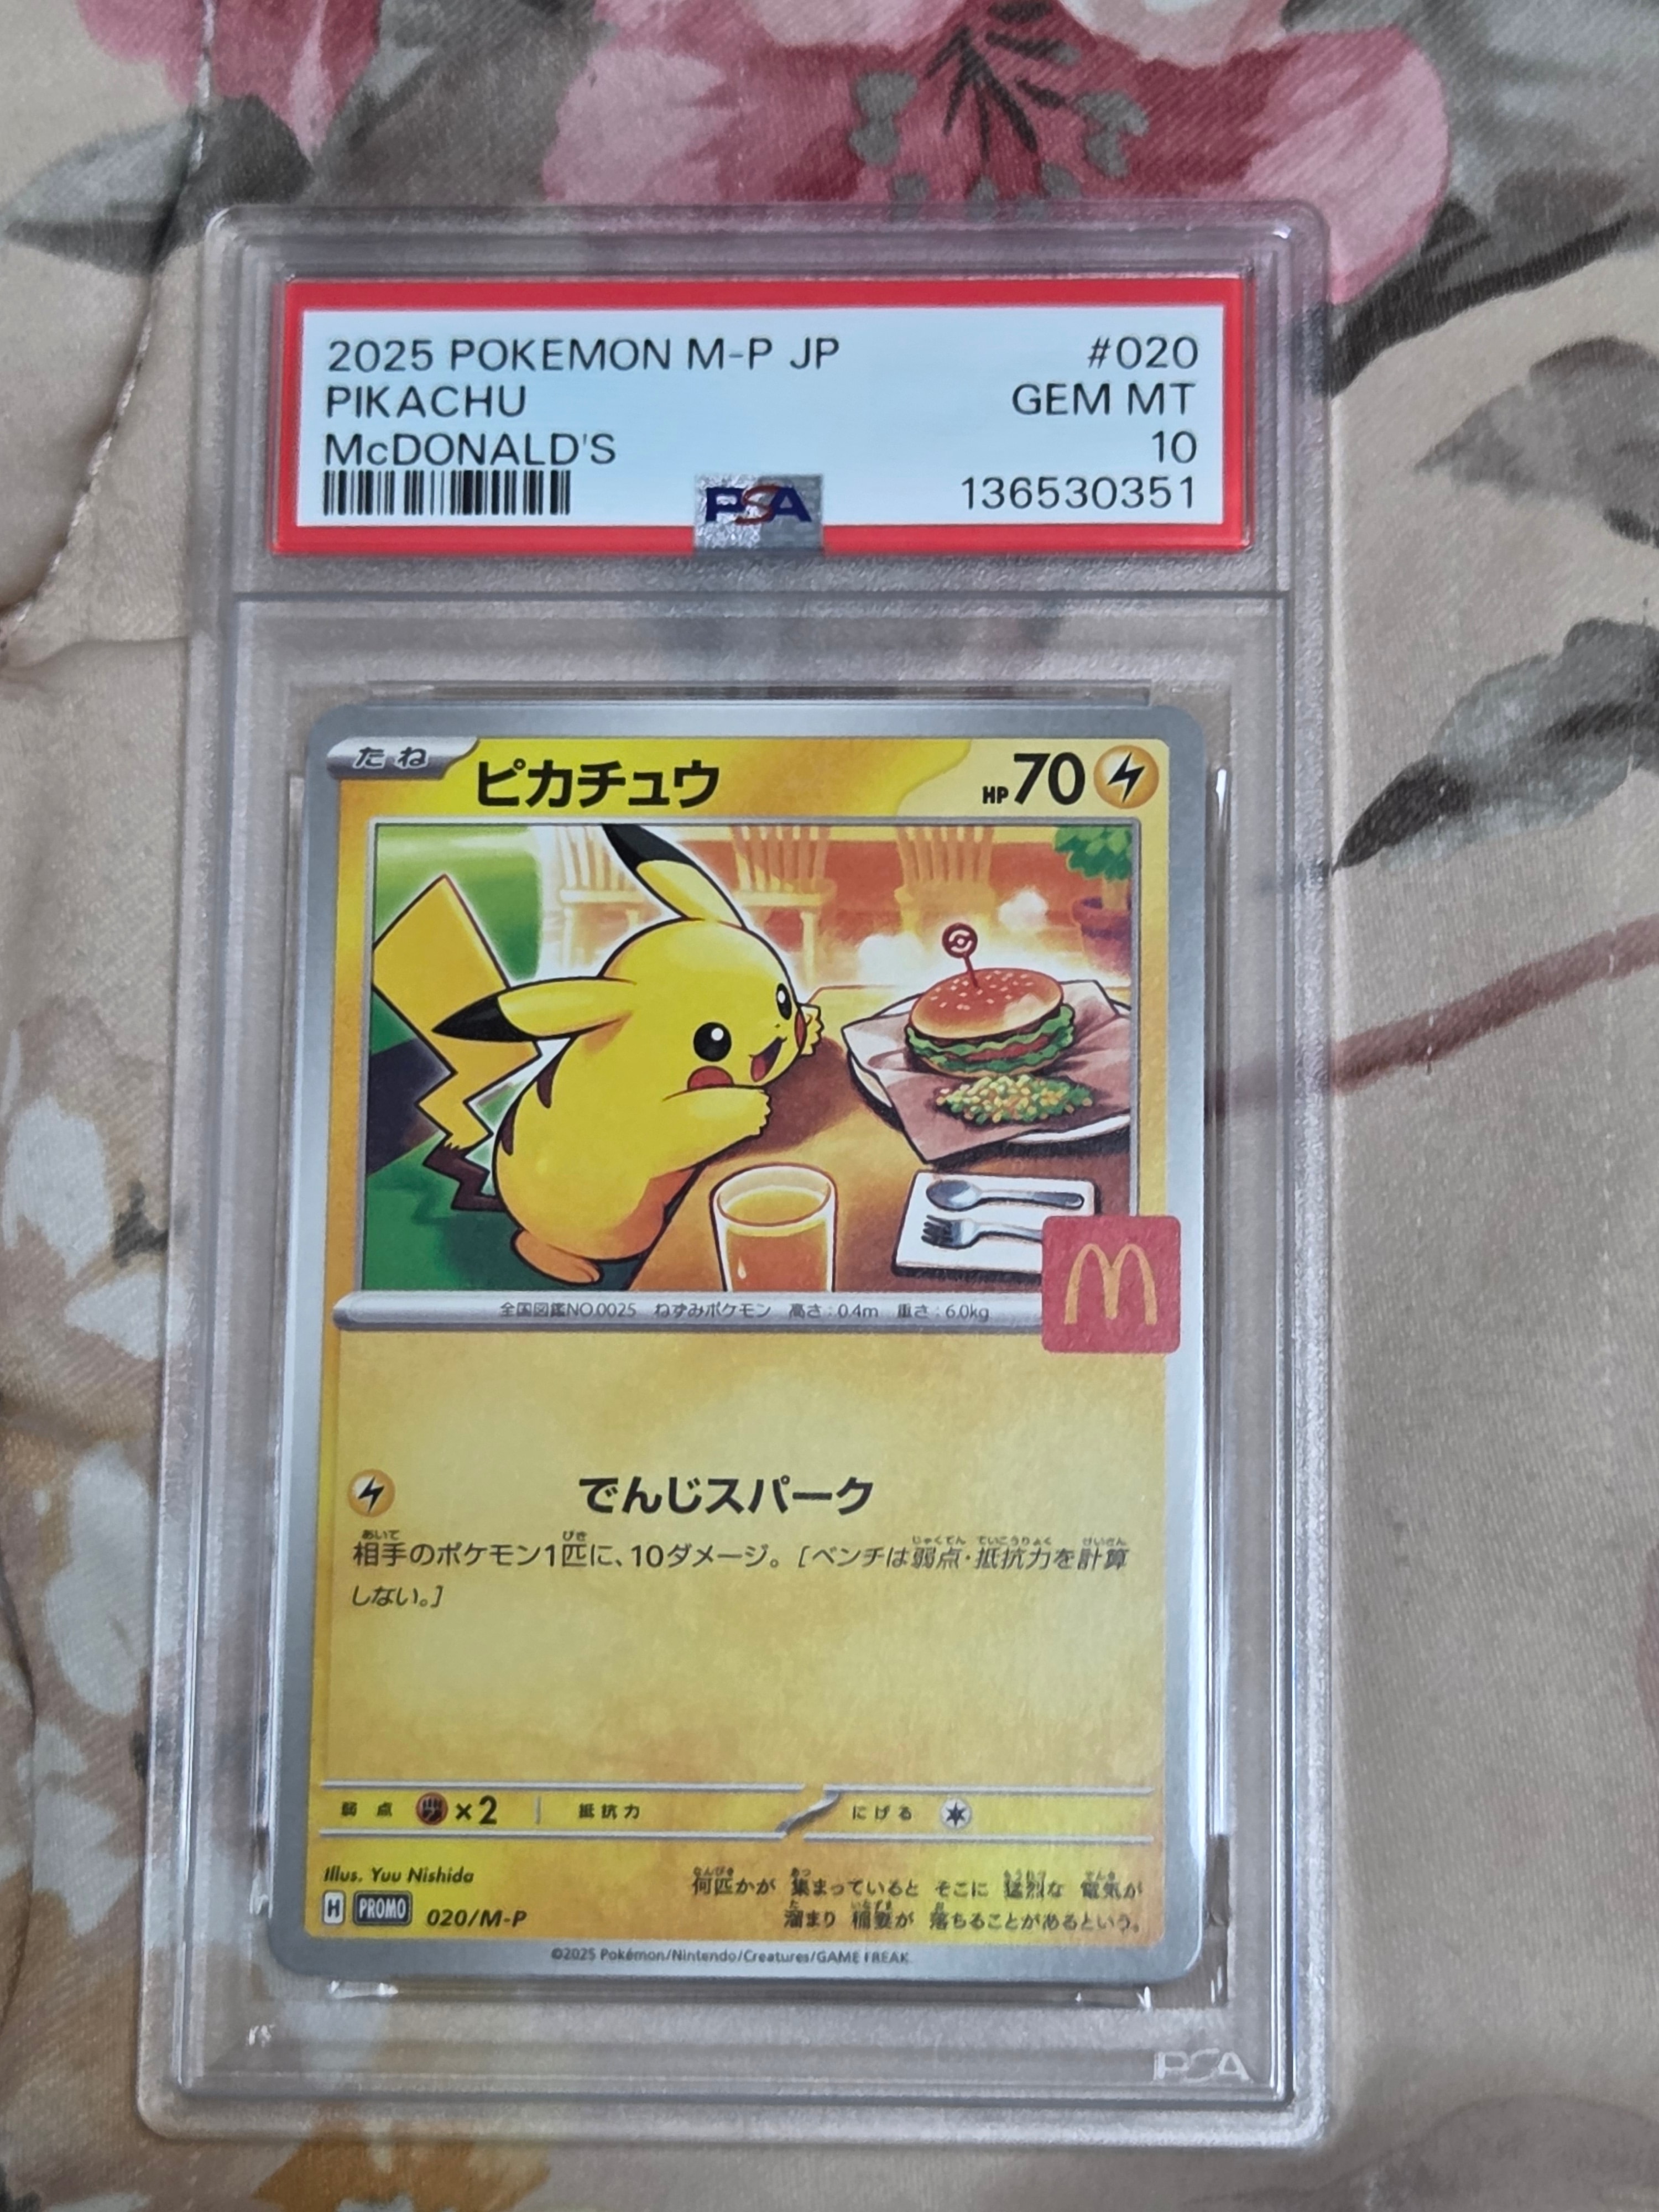 2025 POKEMON M-P JP #020
PIKACHU GEM MT
McDONALD'S 10
PSA 136530351
たね ピカチュウ HP70
全国図鑑NO.0025 ねずみポケモン 高さ:0.4m 重さ:6.0kg
M
でんじスパーク
相手のポケモン1匹に、10ダメージ。[ベンチは弱点・抵抗力を計算
しない。]
弱点 ×2 抵抗力 にげる
Illus. Yuu Nishida
H PROMO 020/M-P
何匹かが 集まっていると そこに 猛烈な 電気が
溜まり 稲妻が 落ちることがあるという。
©2025 Pokémon/Nintendo/Creatures/GAME FREAK
PSA